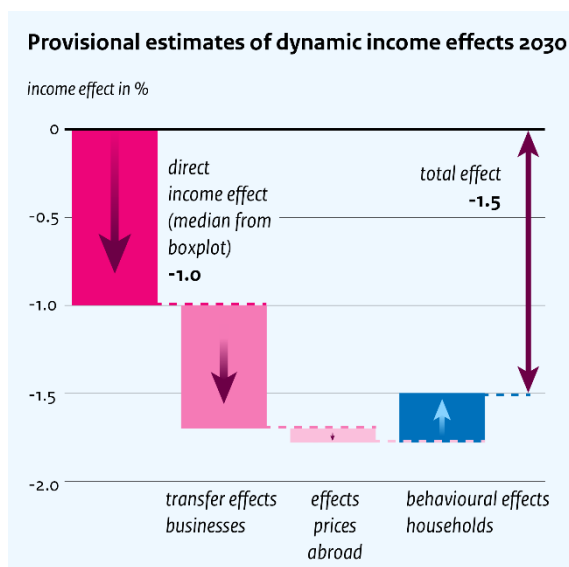 Provisional estimates of dynamic income effects 2030
income effect in %
0
direct
income effect
(median from
boxplot)
-1.0
total effect
-1.5
-0.5
-1.0
-1.5
-2.0
transfer effects
businesses
effects
prices
abroad
behavioural effects
households